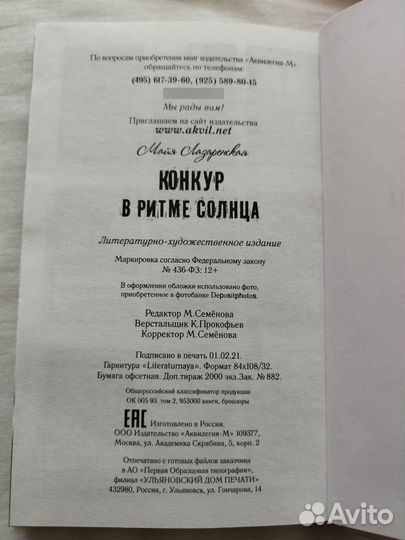 По вопросам приобретения книг издательства «Аквилегия-М»
обращайтесь по телефонам:
(495) 617-39-60, (925) 589-80-15
Мы рады вам!
Приглашаем на сайт издательства
www.akvil.net
Майя Лазаренская
КОНКУР
В РИТМЕ СОЛНЦА
Литературно-художественное издание
Маркировка согласно Федеральному закону
№ 436-ФЗ: 12+
В оформлении обложки использовано фото,
приобретенное в фотобанке Depositphotos.
Редактор М.Семёнова
Верстальщик К.Прокофьев
Корректор М.Семёнова
Подписано в печать 01.02.21.
Гарнитура «Literaturnaya». Формат 84х108/32.
Бумага офсетная. Доп.тираж 2000 экз.Зак. № 882.
Общероссийский классификатор продукции
ОК 005 93. том 2, 953000 книги, брошюры
EAC Изготовлено в России.
ООО Издательство «Аквилегия-М» 109377,
Москва, ул. Академика Скрябина, 5, корп. 2
Отпечатано с готовых файлов заказчика
в АО «Первая Образцовая типография»,
филиал «УЛЬЯНОВСКИЙ ДОМ ПЕЧАТИ»
432980, Россия, г. Ульяновск, ул. Гончарова, 14
Avito